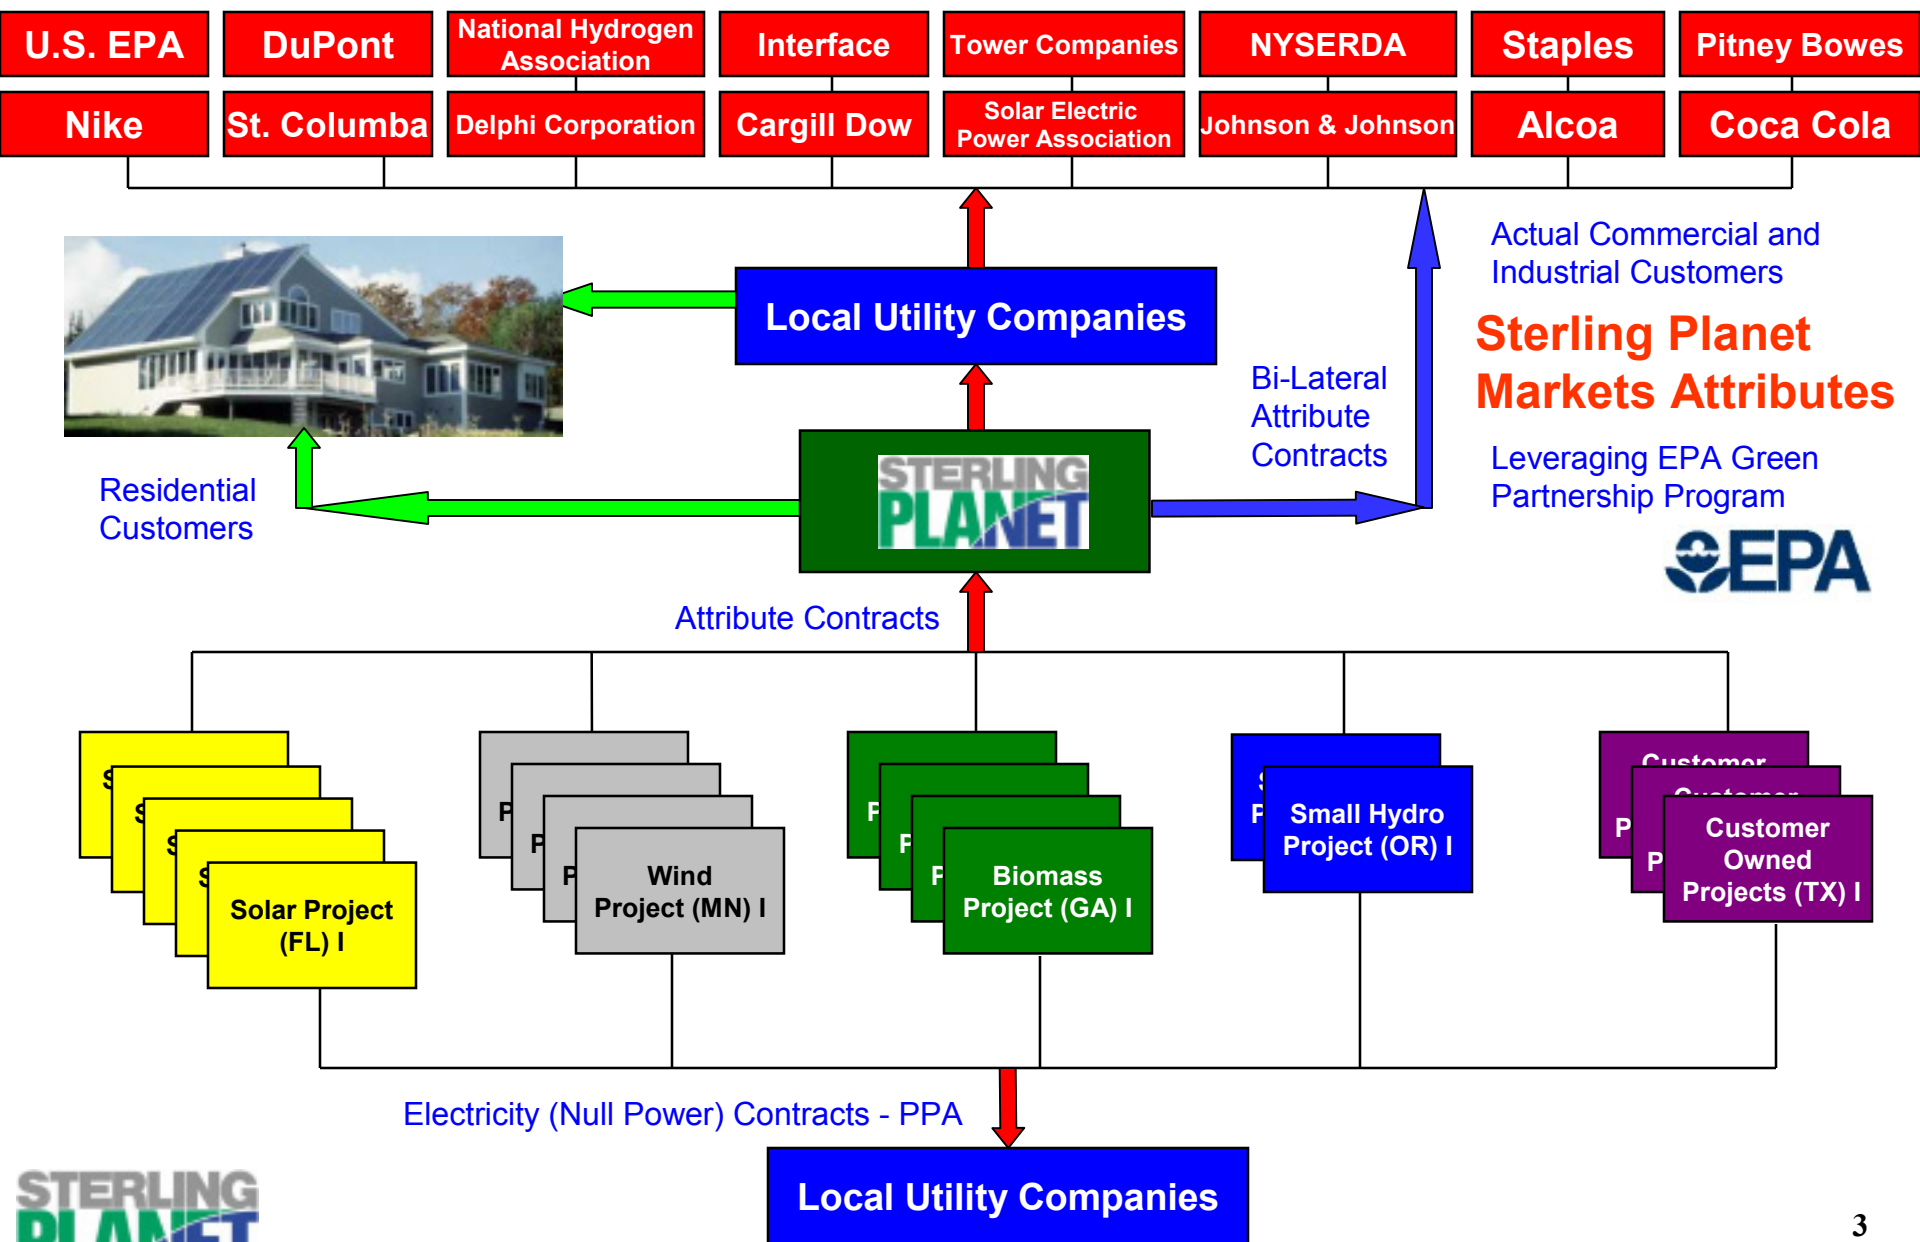 U.S. EPA
DuPont
National Hydrogen
Association
Interface
Tower Companies
NYSERDA
Staples
Pitney Bowes
Nike
St. Columba
Delphi Corporation
Cargill Dow
Solar Electric
Power Association
Johnson & Johnson
Alcoa
Coca Cola
Actual Commercial and
Industrial Customers
Local Utility Companies
Sterling Planet
Markets Attributes
Bi-Lateral
Attribute
Contracts
Leveraging EPA Green
Partnership Program
STERLING
PLANET
Residential
Customers
EPA
Attribute Contracts
Solar Project
(FL) I
Wind
Project (MN) I
Biomass
Project (GA) I
Small Hydro
Project (OR) I
Customer
Customer
Customer
Owned
Projects (TX) I
Electricity (Null Power) Contracts - PPA
Local Utility Companies
STERLING
PLANET
3